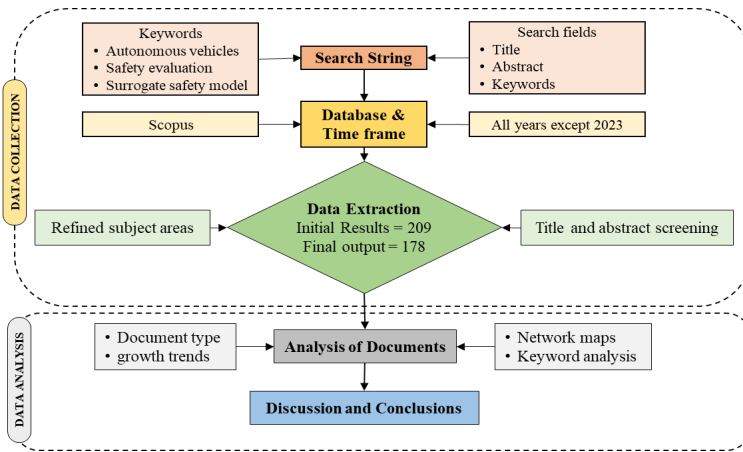 Keywords
• Autonomous vehicles
• Safety evaluation
• Surrogate safety model
Search String
Search fields
• Title
• Abstract
• Keywords
Scopus
Database &
Time frame
All years except 2023
DATA COLLECTION
Data Extraction
Initial Results = 209
Final output = 178
Refined subject areas
Title and abstract screening
DATA ANALYSIS
• Document type
• growth trends
Analysis of Documents
• Network maps
• Keyword analysis
Discussion and Conclusions